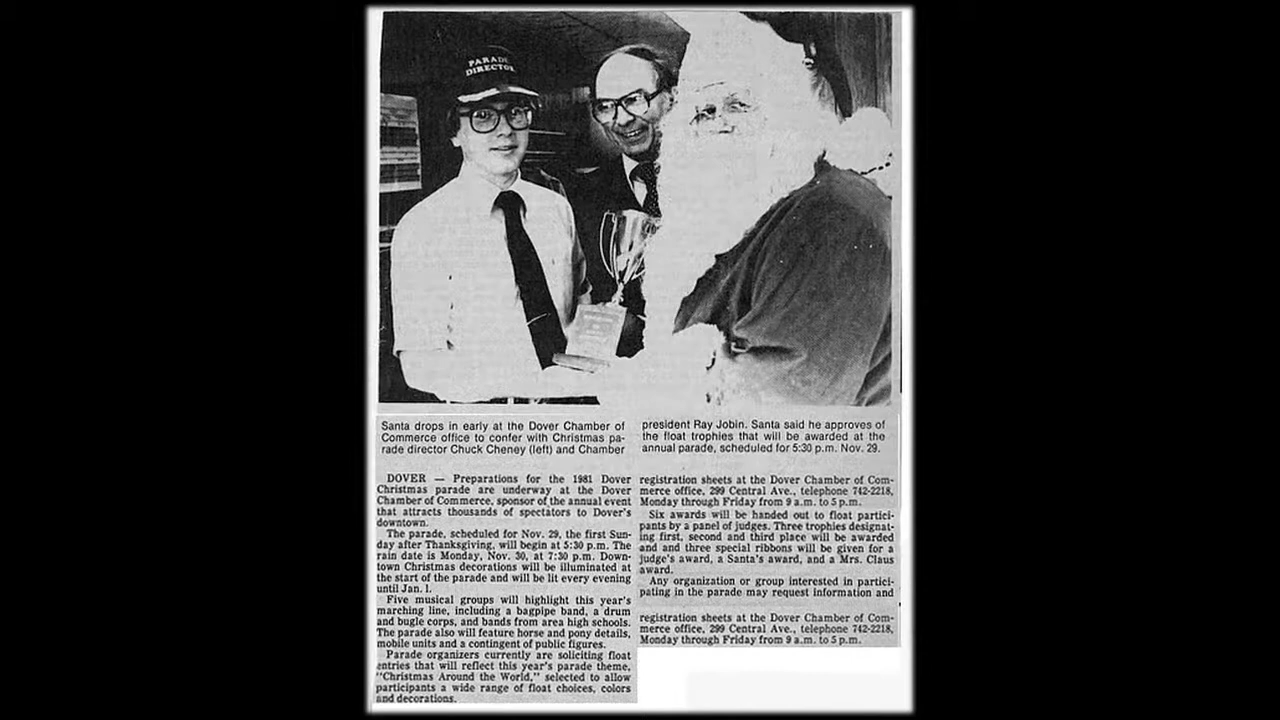 PARADE
DIRECTOR
Santa drops in early at the Dover Chamber of
Commerce office to confer with Christmas pa-
rade director Chuck Cheney (left) and Chamber
president Ray Jobin. Santa said he approves of
the float trophies that will be awarded at the
annual parade, scheduled for 5:30 p.m. Nov. 29.
DOVER — Preparations for the 1981 Dover
Christmas parade are underway at the Dover
Chamber of Commerce, sponsor of the annual event
that attracts thousands of spectators to Dover's
downtown.
The parade, scheduled for Nov. 29, the first Sun-
day after Thanksgiving, will begin at 5:30 p.m. The
rain date is Monday, Nov. 30, at 7:30 p.m. Down-
town Christmas decorations will be illuminated at
the start of the parade and will be lit every evening
until Jan. 1.
Five musical groups will highlight this year's
marching line, including a bagpipe band, a drum
and bugle corps, and bands from area high schools.
The parade also will feature horse and pony details,
mobile units and a contingent of public figures.
Parade organizers currently are soliciting float
entries that will reflect this year's parade theme,
"Christmas Around the World," selected to allow
participants a wide range of float choices, colors
and decorations.
registration sheets at the Dover Chamber of Com-
merce office, 299 Central Ave., telephone 742-2218,
Monday through Friday from 9 a.m. to 5 p.m.
Six awards will be handed out to float partici-
pants by a panel of judges. Three trophies designat-
ing first, second and third place will be awarded
and and three special ribbons will be given for a
judge's award, a Santa's award, and a Mrs. Claus
award.
Any organization or group interested in partici-
pating in the parade may request information and
registration sheets at the Dover Chamber of Com-
merce office, 299 Central Ave., telephone 742-2218,
Monday through Friday from 9 a.m. to 5 p.m.